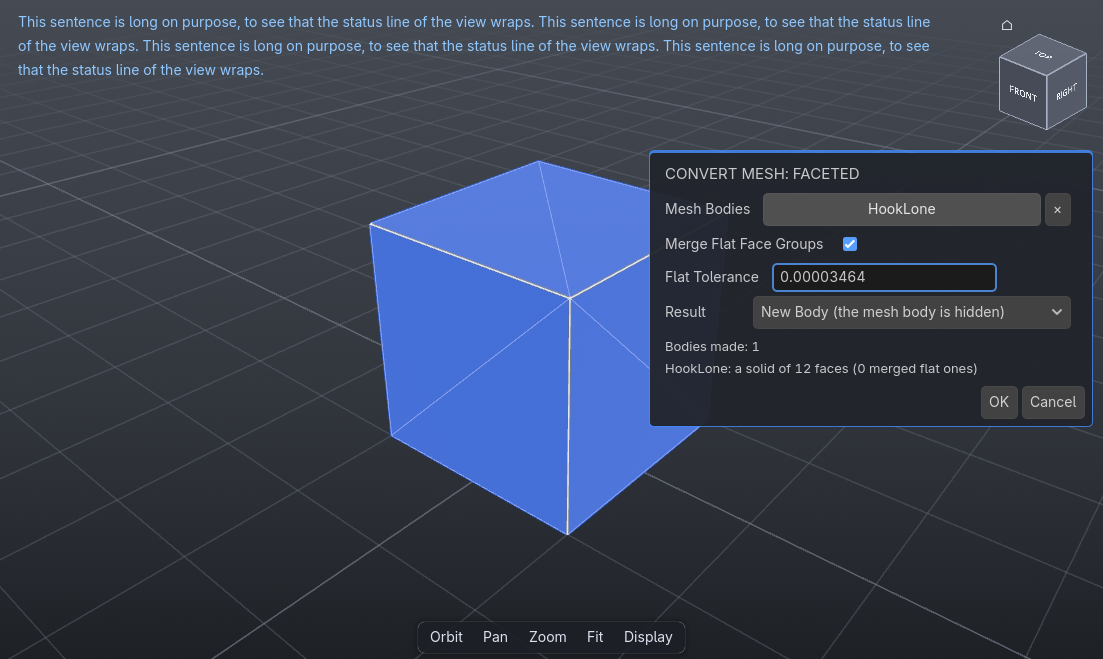 This sentence is long on purpose, to see that the status line of the view wraps. This sentence is long on purpose, to see that the status line
of the view wraps. This sentence is long on purpose, to see that the status line of the view wraps. This sentence is long on purpose, to see
that the status line of the view wraps.
TOP
FRONT
RIGHT
CONVERT MESH: FACETED
Mesh Bodies HookLone ×
Merge Flat Face Groups
Flat Tolerance 0.00003464
Result New Body (the mesh body is hidden)
Bodies made: 1
HookLone: a solid of 12 faces (0 merged flat ones)
OK Cancel
Orbit Pan Zoom Fit Display